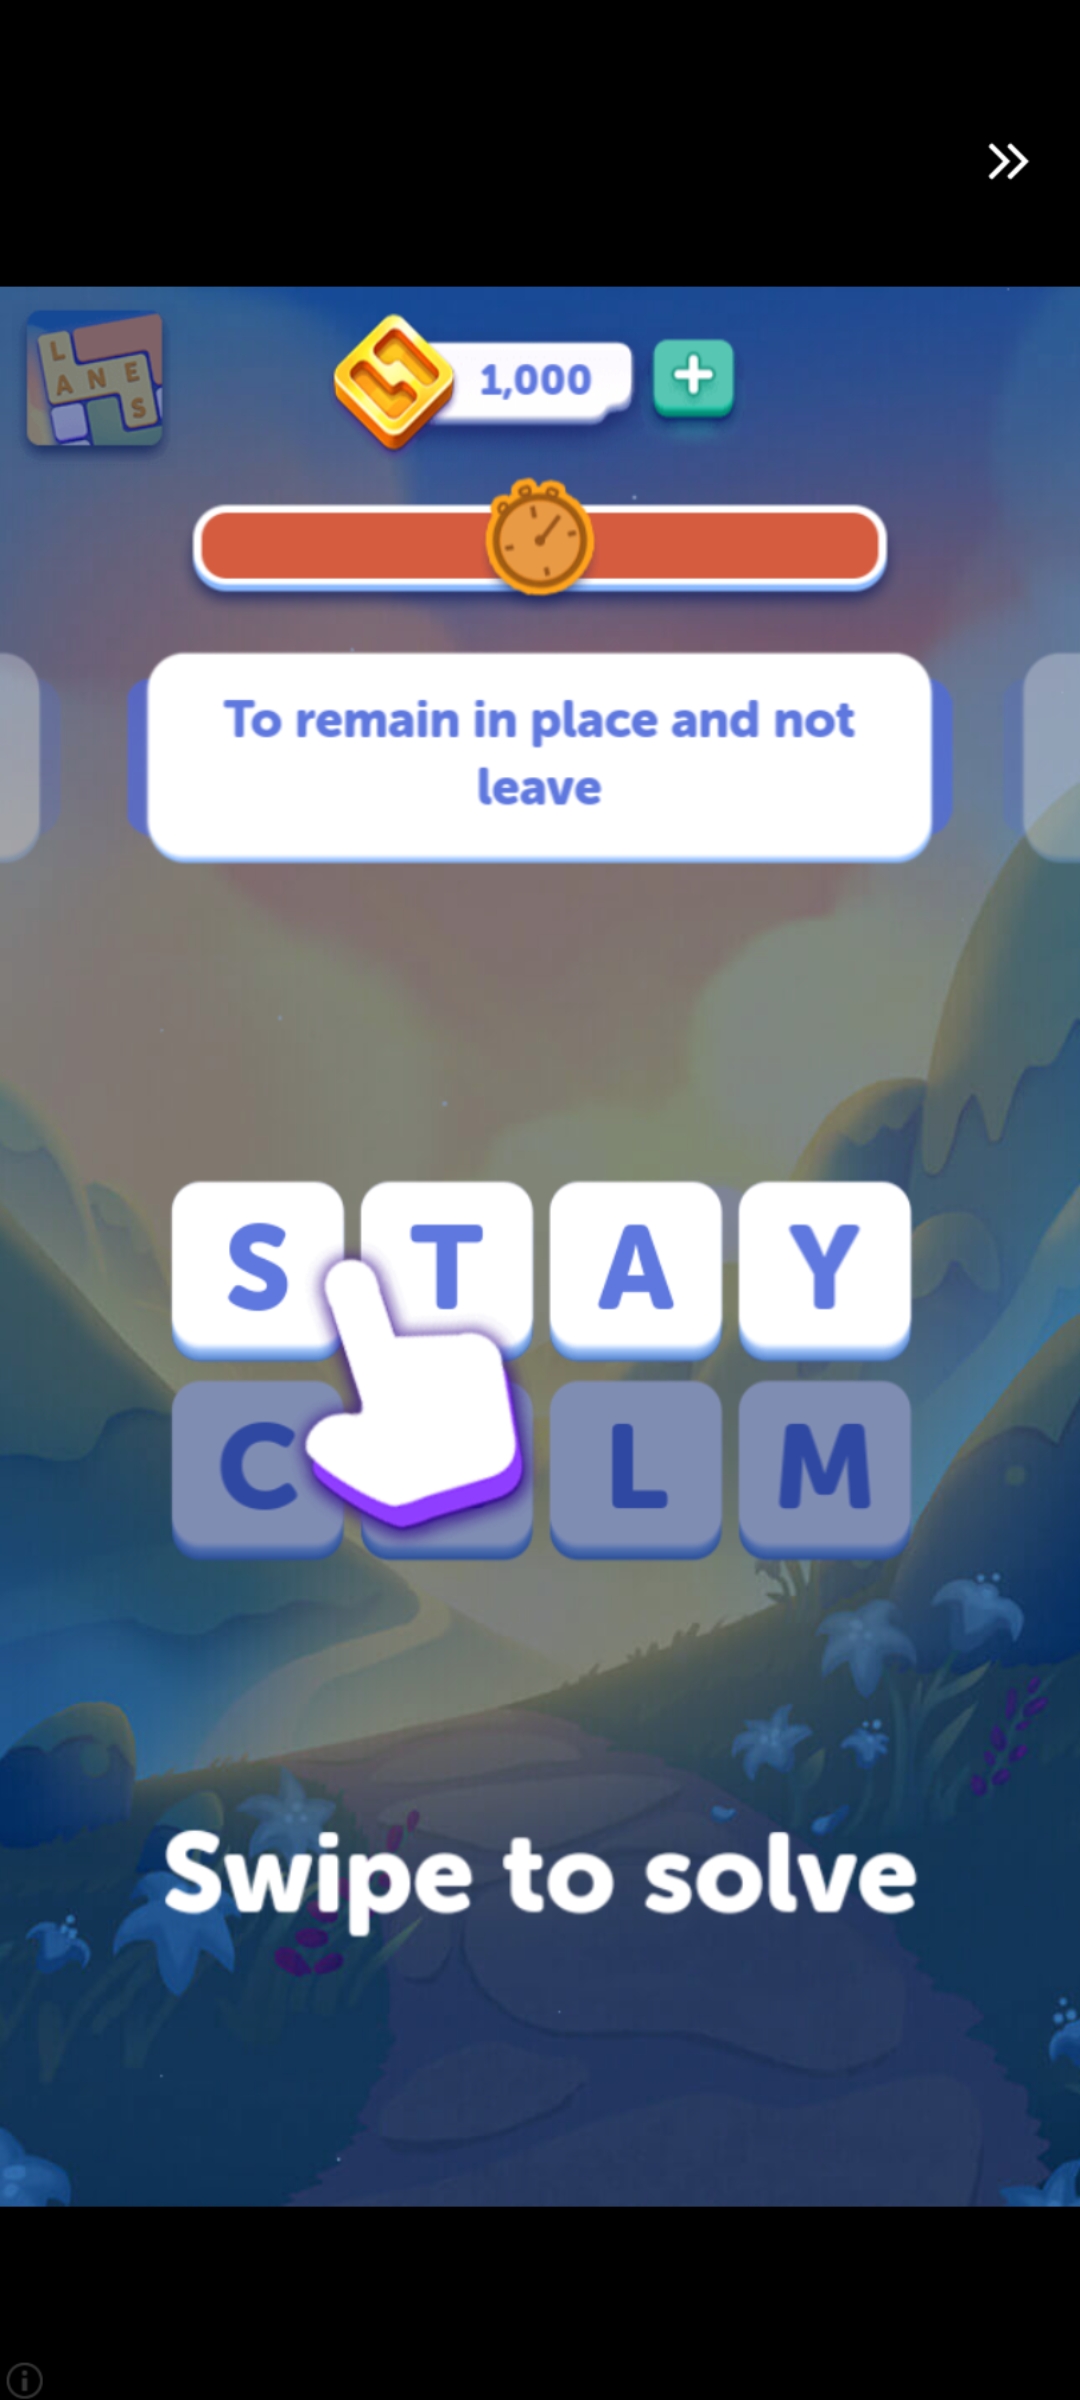 L
A N E
S
1,000
To remain in place and not
leave
S T A Y
C L M
Swipe to solve